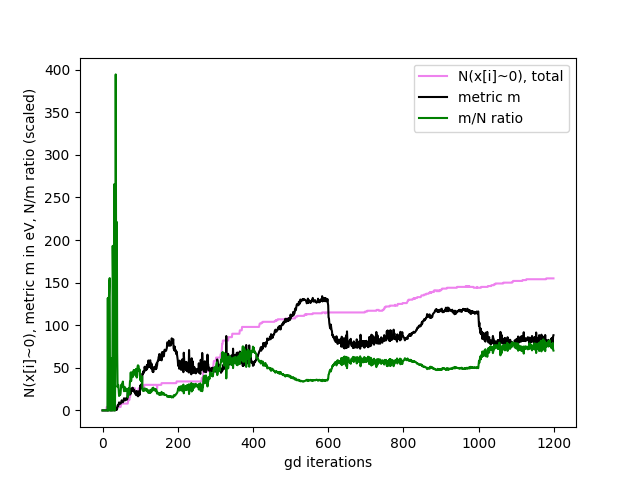 N(x[i]~0), total
metric m
m/N ratio
N(x[i]~0), metric m in eV, N/m ratio (scaled)
400
350
300
250
200
150
100
50
0
0 200 400 600 800 1000 1200
gd iterations